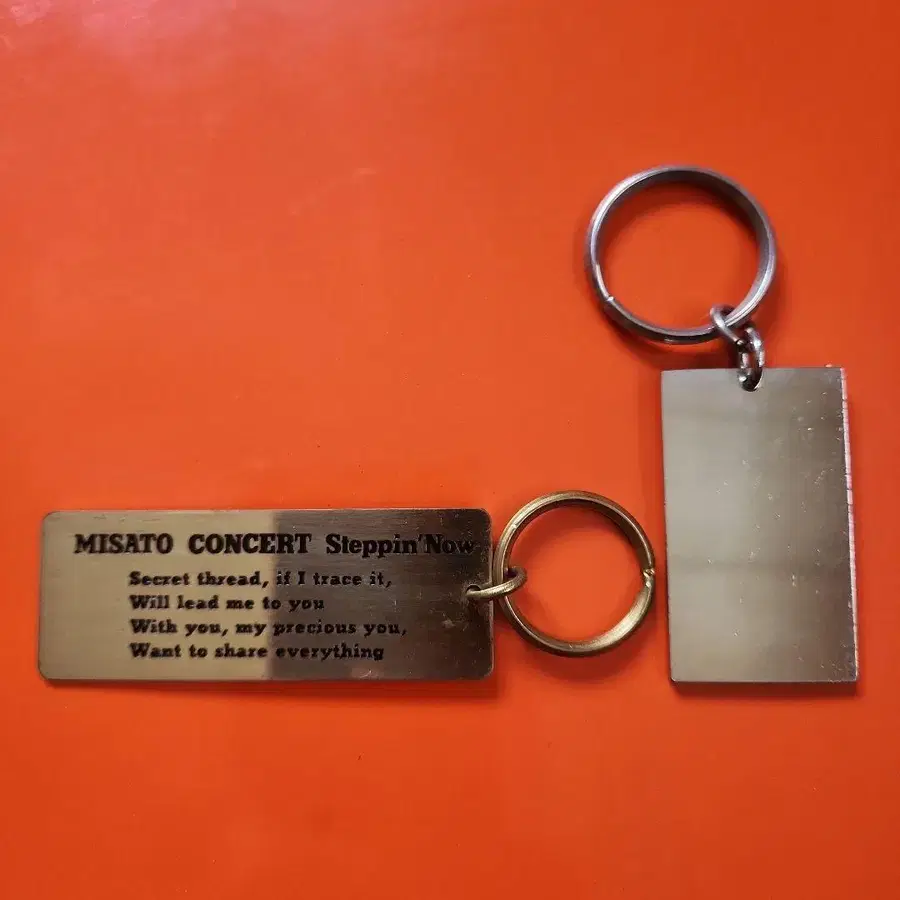 MISATO CONCERT Steppin'Now
Secret thread, if I trace it,
Will lead me to you
With you, my precious you,
Want to share everything